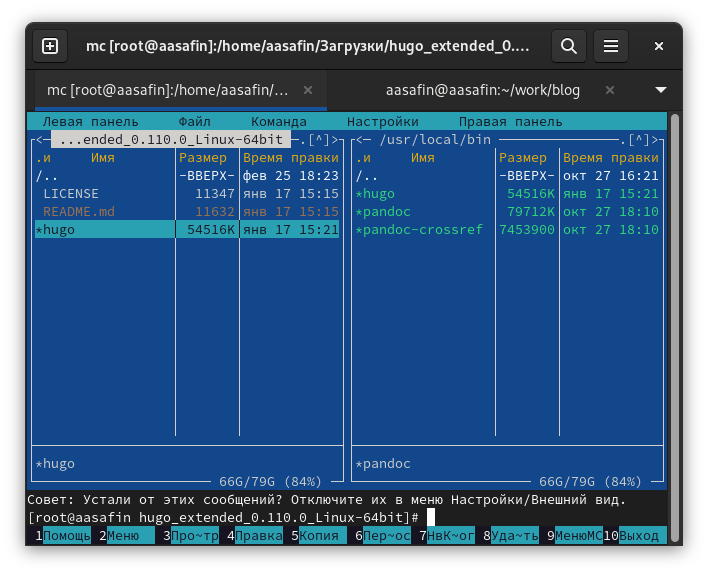 mc [root@aasafin]:/home/aasafin/Загрузки/hugo_extended_0....
mc [root@aasafin]:/home/aasafin/... aasafin@aasafin:~/work/blog
Левая панель Файл Команда Настройки Правая панель
<— ...ended_0.110.0_Linux-64bit —.[^]> <— /usr/local/bin .[^]>
.и Имя Размер Время правки .и Имя Размер Время правки
/.. -ВВЕРХ- фев 25 18:23 /.. -ВВЕРХ- окт 27 16:21
LICENSE 11347 янв 17 15:15 *hugo 54516K янв 17 15:21
README.md 11632 янв 17 15:15 *pandoc 79712K окт 27 18:10
*hugo 54516K янв 17 15:21 *pandoc-crossref 7453900 окт 27 18:10
*hugo *pandoc
66G/79G (84%) 66G/79G (84%)
Совет: Устали от этих сообщений? Отключите их в меню Настройки/Внешний вид.
[root@aasafin hugo_extended_0.110.0_Linux-64bit]#
1Помощь 2Меню 3Про~тр 4Правка 5Копия 6Пер~ос 7НвК~ог 8Уда~ть 9МенюМС 10Выход